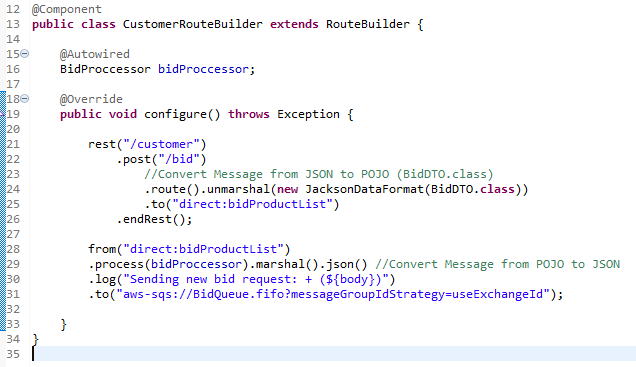 12 @Component
13 public class CustomerRouteBuilder extends RouteBuilder {
14
15 @Autowired
16 BidProccessor bidProccessor;
17
18 @Override
19 public void configure() throws Exception {
20
21 rest("/customer")
22 .post("/bid")
23 //Convert Message from JSON to POJO (BidDTO.class)
24 .route().unmarshal(new JacksonDataFormat(BidDTO.class))
25 .to("direct:bidProductList")
26 .endRest();
27
28 from("direct:bidProductList")
29 .process(bidProccessor).marshal().json() //Convert Message from POJO to JSON
30 .log("Sending new bid request: + (${body})")
31 .to("aws-sqs://BidQueue.fifo?messageGroupIdStrategy=useExchangeId");
32
33 }
34 }
35